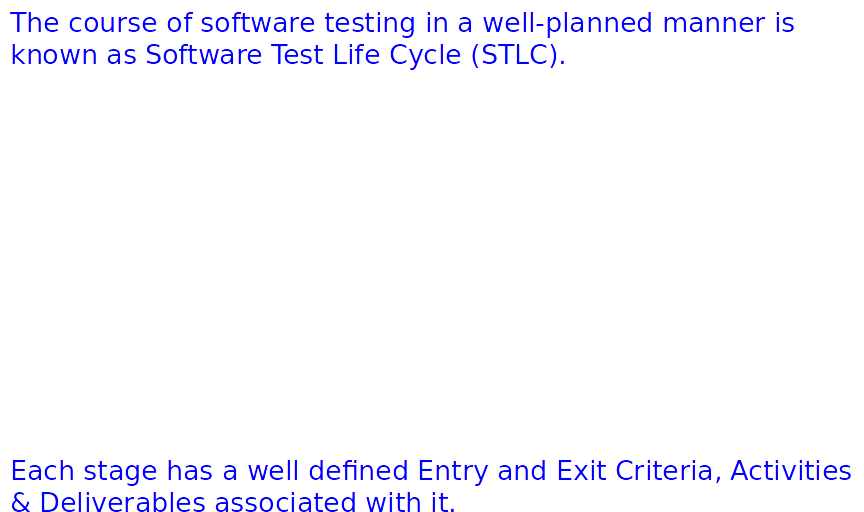 The course of software testing in a well-planned manner is
known as Software Test Life Cycle (STLC).
Each stage has a well defined Entry and Exit Criteria, Activities
& Deliverables associated with it.